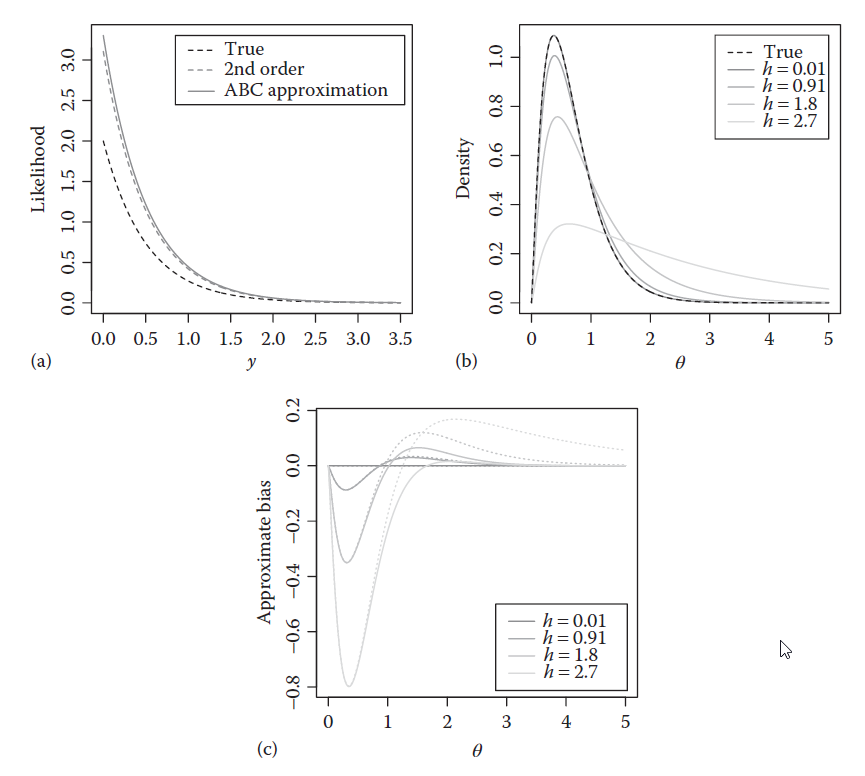 Likelihood
0.0 0.5 1.0 1.5 2.0 2.5 3.0
True
2nd order
ABC approximation
0.0 0.5 1.0 1.5 2.0 2.5 3.0 3.5
y
(a)
Density
0.0 0.2 0.4 0.6 0.8 1.0
True
h = 0.01
h = 0.91
h = 1.8
h = 2.7
0 1 2 3 4 5
θ
(b)
Approximate bias
−0.8 −0.6 −0.4 −0.2 0.0 0.2
h = 0.01
h = 0.91
h = 1.8
h = 2.7
0 1 2 3 4 5
θ
(c)